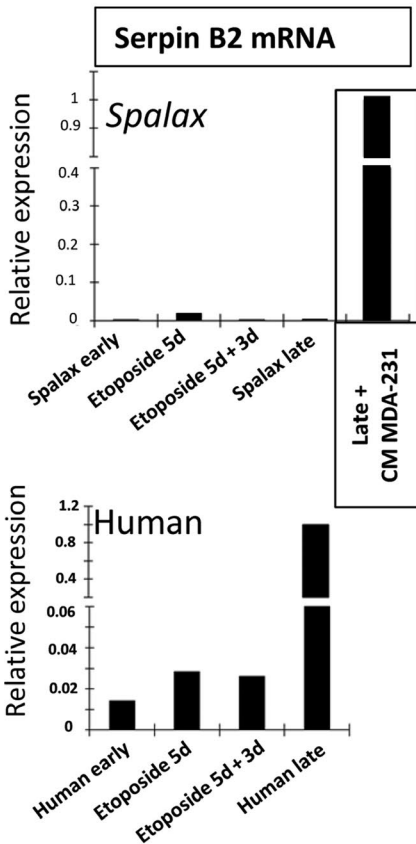 Serpin B2 mRNA
Spalax
Relative expression
1
0.9
0.4
0.3
0.2
0.1
0
Spalax early
Etoposide 5d
Etoposide 5d + 3d
Spalax late
Late +
CM MDA-231
Human
Relative expression
1.2
0.8
0.4
0.06
0.04
0.02
0
Human early
Etoposide 5d
Etoposide 5d + 3d
Human late